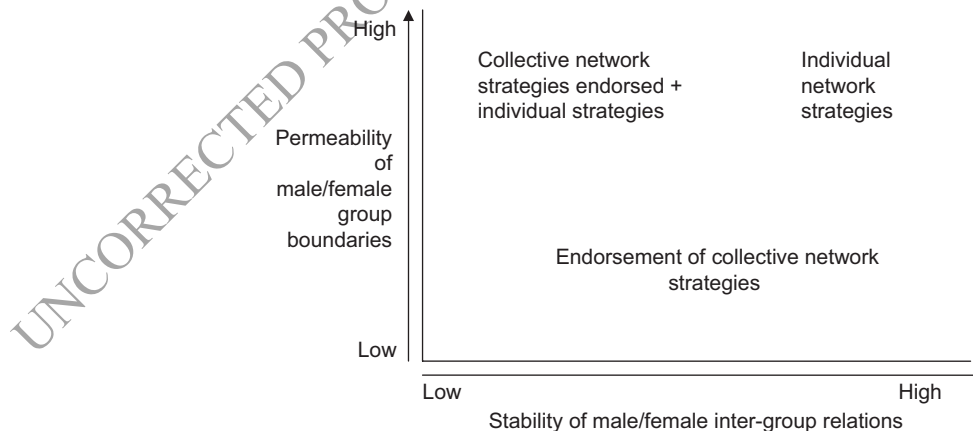 UNCORRECTED PRO
High
Collective network
strategies endorsed +
individual strategies
Individual
network
strategies
Permeability
of
male/female
group
boundaries
Endorsement of collective network
strategies
Low
Low
High
Stability of male/female inter-group relations